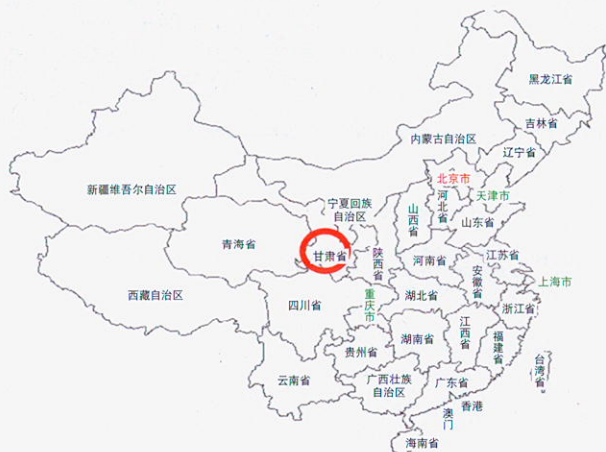 黑龙江省
吉林省
辽宁省
内蒙古自治区
北京市
天津市
河北省
山西省
山东省
新疆维吾尔自治区
宁夏回族
自治区
青海省
甘肃省
陕西省
河南省
江苏省
安徽省
上海市
西藏自治区
四川省
重庆市
湖北省
浙江省
江西省
湖南省
贵州省
福建省
台湾省
云南省
广西壮族
自治区
广东省
香港
澳门
海南省